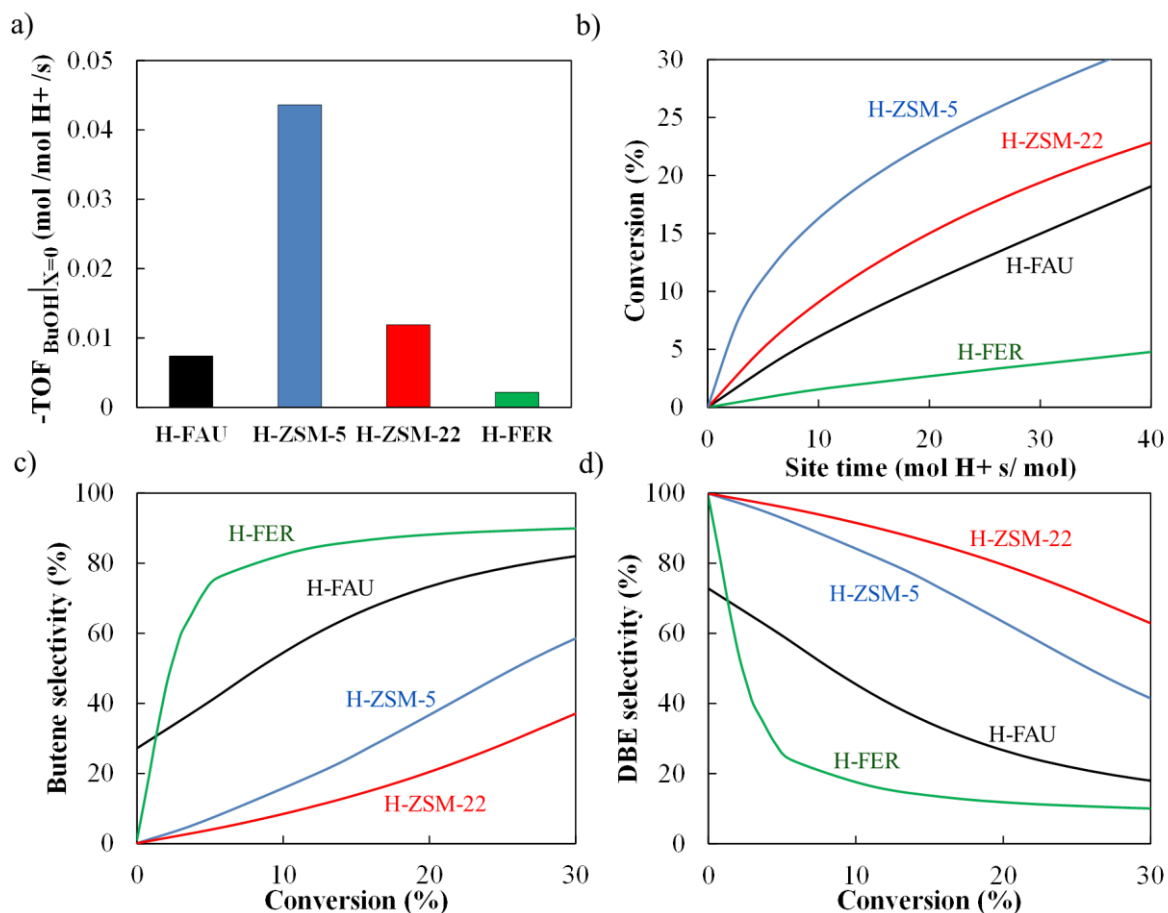 a)
-TOF BuOH|X=0 (mol /mol H+ /s)
0.05
0.04
0.03
0.02
0.01
0
H-FAU H-ZSM-5 H-ZSM-22 H-FER
b)
Conversion (%)
30
25
20
15
10
5
0
H-ZSM-5
H-ZSM-22
H-FAU
H-FER
0 10 20 30 40
Site time (mol H+ s/ mol)
c)
Butene selectivity (%)
100
80
60
40
20
0
H-FER
H-FAU
H-ZSM-5
H-ZSM-22
0 10 20 30
Conversion (%)
d)
DBE selectivity (%)
100
80
60
40
20
0
H-ZSM-22
H-ZSM-5
H-FAU
H-FER
0 10 20 30
Conversion (%)